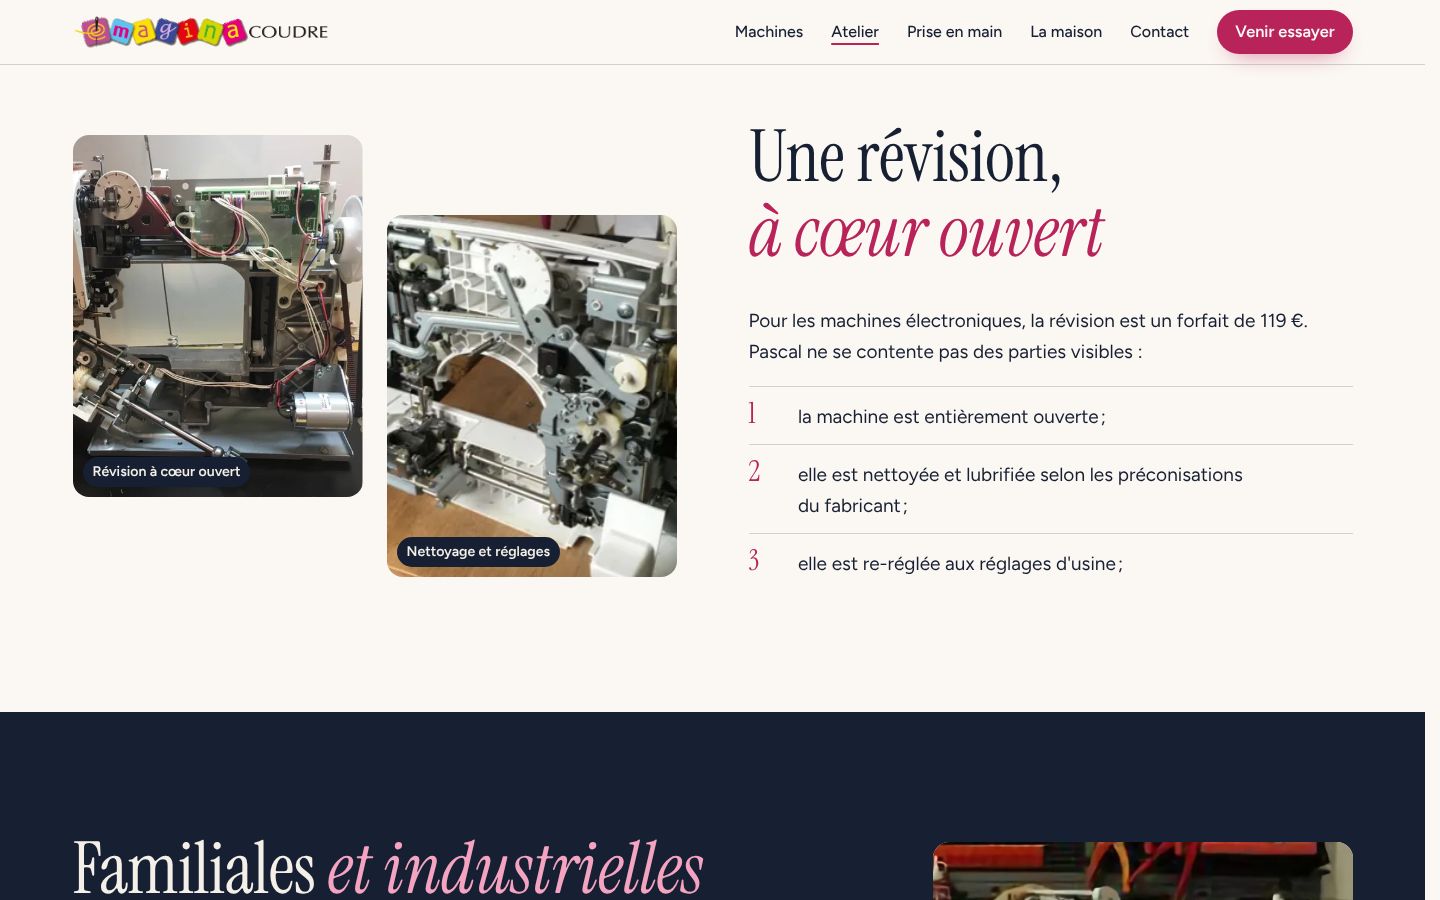 emagina COUDRE
Machines
Atelier
Prise en main
La maison
Contact
Venir essayer
Révision à cœur ouvert
Nettoyage et réglages
Une révision,
à cœur ouvert
Pour les machines électroniques, la révision est un forfait de 119 €.
Pascal ne se contente pas des parties visibles :
1 la machine est entièrement ouverte ;
2 elle est nettoyée et lubrifiée selon les préconisations
du fabricant ;
3 elle est re-réglée aux réglages d'usine ;
Familiales et industrielles